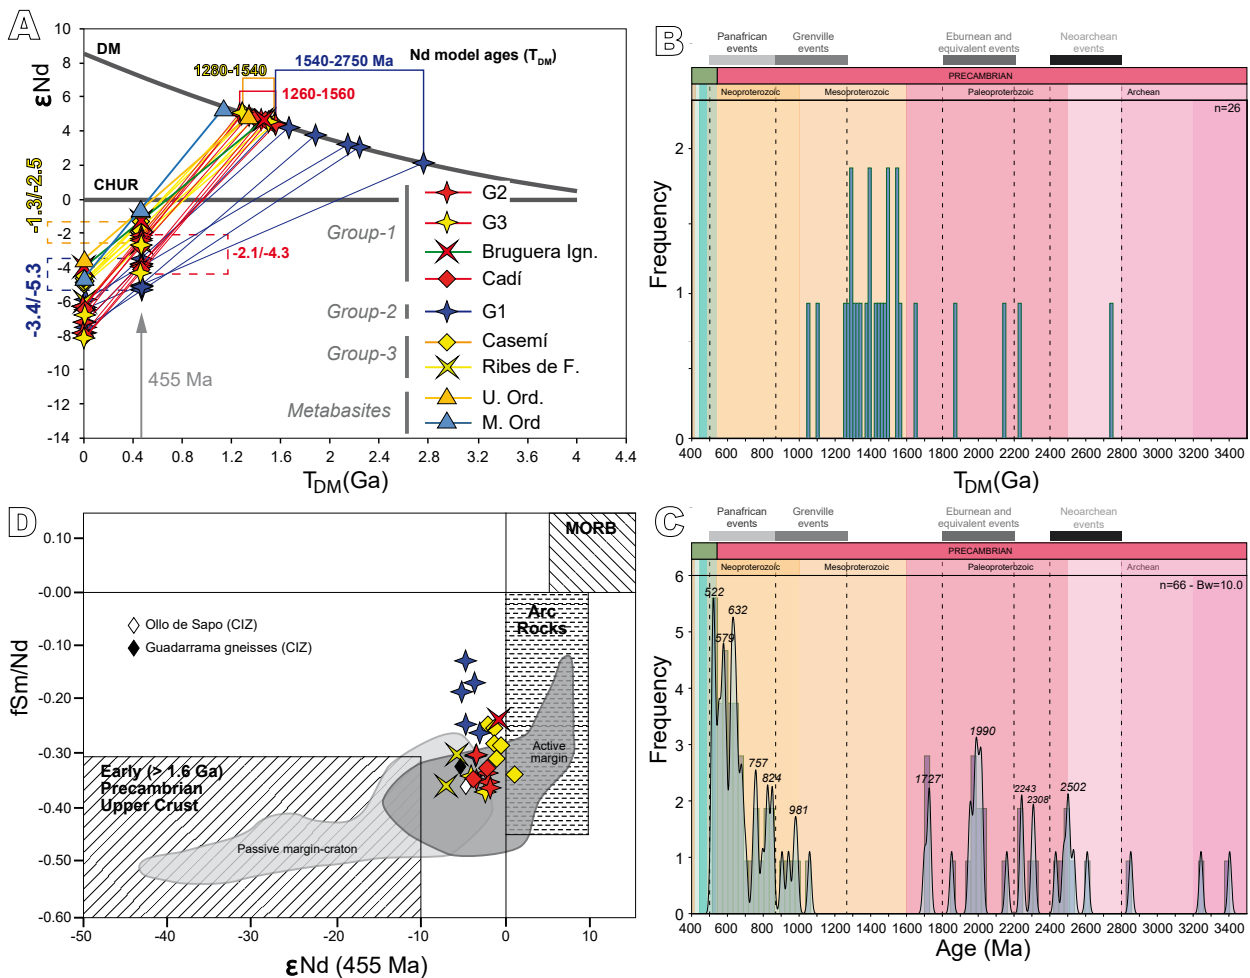 A
εNd
10
8
6
4
2
0
-2
-4
-6
-8
-10
-12
-14
DM
CHUR
1280-1540
1540-2750 Ma
1260-1560
Nd model ages (TDM)
-1.3/-2.5
-3.4/-5.3
-2.1/-4.3
455 Ma
Group-1
G2
G3
Bruguera Ign.
Cadí
Group-2
G1
Group-3
Casemí
Ribes de F.
Metabasites
U. Ord.
M. Ord
0 0.4 0.8 1.2 1.6 2 2.4 2.8 3.2 3.6 4 4.4
TDM(Ga)
B
Panafrican events
Grenville events
Eburnean and equivalent events
Neoarchean events
PRECAMBRIAN
Neoproterozoic Mesoproterozoic Paleoproterozoic Archean
n=26
Frequency
2
1
0
400 600 800 1000 1200 1400 1600 1800 2000 2200 2400 2600 2800 3000 3200 3400
TDM(Ga)
D
MORB
Arc Rocks
Ollo de Sapo (CIZ)
Guadarrama gneisses (CIZ)
Active margin
Early (> 1.6 Ga)
Precambrian
Upper Crust
Passive margin-craton
fSm/Nd
0.10
-0.00
-0.10
-0.20
-0.30
-0.40
-0.50
-0.60
-50 -40 -30 -20 -10 0 10
εNd (455 Ma)
C
Panafrican events
Grenville events
Eburnean and equivalent events
Neoarchean events
PRECAMBRIAN
Neoproterozoic Mesoproterozoic Paleoproterozoic Archean
n=66 - Bw=10.0
522
579
632
757
824
981
1727
1990
2243
2308
2502
Frequency
6
5
4
3
2
1
0
400 600 800 1000 1200 1400 1600 1800 2000 2200 2400 2600 2800 3000 3200 3400
Age (Ma)